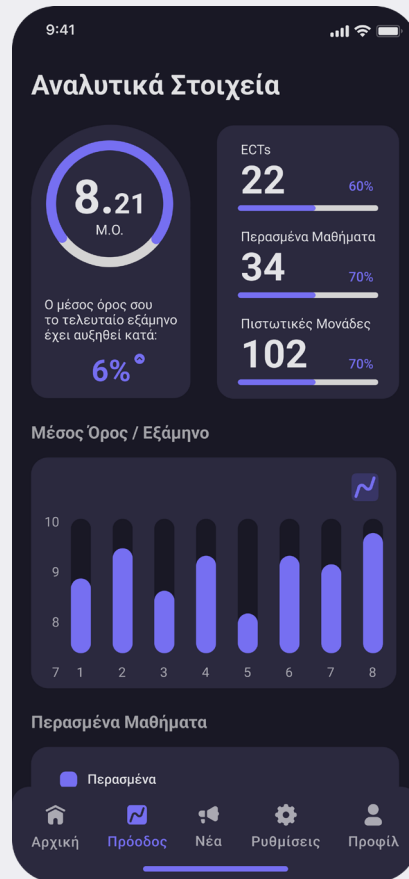 9:41
Αναλυτικά Στοιχεία
8.21
Μ.Ο.
Ο μέσος όρος σου
το τελευταίο εξάμηνο
έχει αυξηθεί κατά:
6%
ECTs
22 60%
Περασμένα Μαθήματα
34 70%
Πιστωτικές Μονάδες
102 70%
Μέσος Όρος / Εξάμηνο
10
9
8
7 1 2 3 4 5 6 7 8
Περασμένα Μαθήματα
Περασμένα
Αρχική Πρόοδος Νέα Ρυθμίσεις Προφίλ